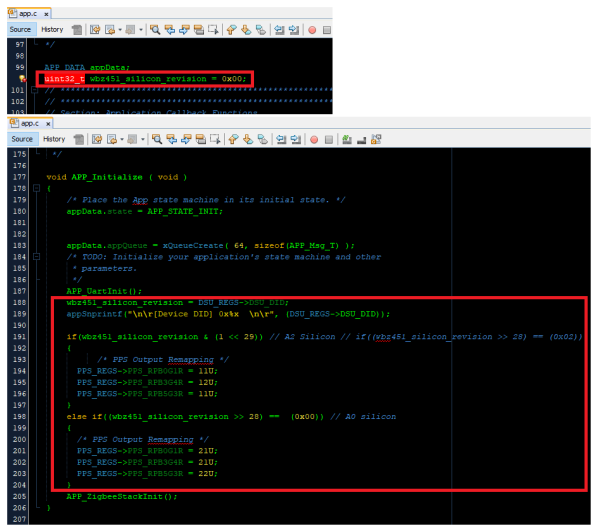 app.c x
Source History
97 */
98
99 APP_DATA appData;
uint32_t wbz451_silicon_revision = 0x00;
101 // *****************************************************
102 // *****************************************************
103 // Section: Application Callback Functions
app.c x
Source History
175 */
176
177 void APP_Initialize ( void )
178 {
179 /* Place the App state machine in its initial state. */
180 appData.state = APP_STATE_INIT;
181
182
183 appData.appQueue = xQueueCreate( 64, sizeof(APP_Msg_T) );
184 /* TODO: Initialize your application's state machine and other
185 * parameters.
186 */
187 APP_UartInit();
188 wbz451_silicon_revision = DSU_REGS->DSU_DID;
189 appSnprintf("\n\r[Device DID] 0x%x \n\r", (DSU_REGS->DSU_DID));
190
191 if(wbz451_silicon_revision & (1 << 29)) // AS Silicon // if((wbz451_silicon_revision >> 28) == (0x02))
192 {
193 /* PPS Output Remapping */
194 PPS_REGS->PPS_RPB0G1R = 11U;
195 PPS_REGS->PPS_RPB3G4R = 12U;
196 PPS_REGS->PPS_RPB5G3R = 11U;
197 }
198 else if((wbz451_silicon_revision >> 28) == (0x00)) // A0 silicon
199 {
200 /* PPS Output Remapping */
201 PPS_REGS->PPS_RPB0G1R = 21U;
202 PPS_REGS->PPS_RPB3G4R = 21U;
203 PPS_REGS->PPS_RPB5G3R = 22U;
204 }
205 APP_ZigbeeStackInit();
206 }
207